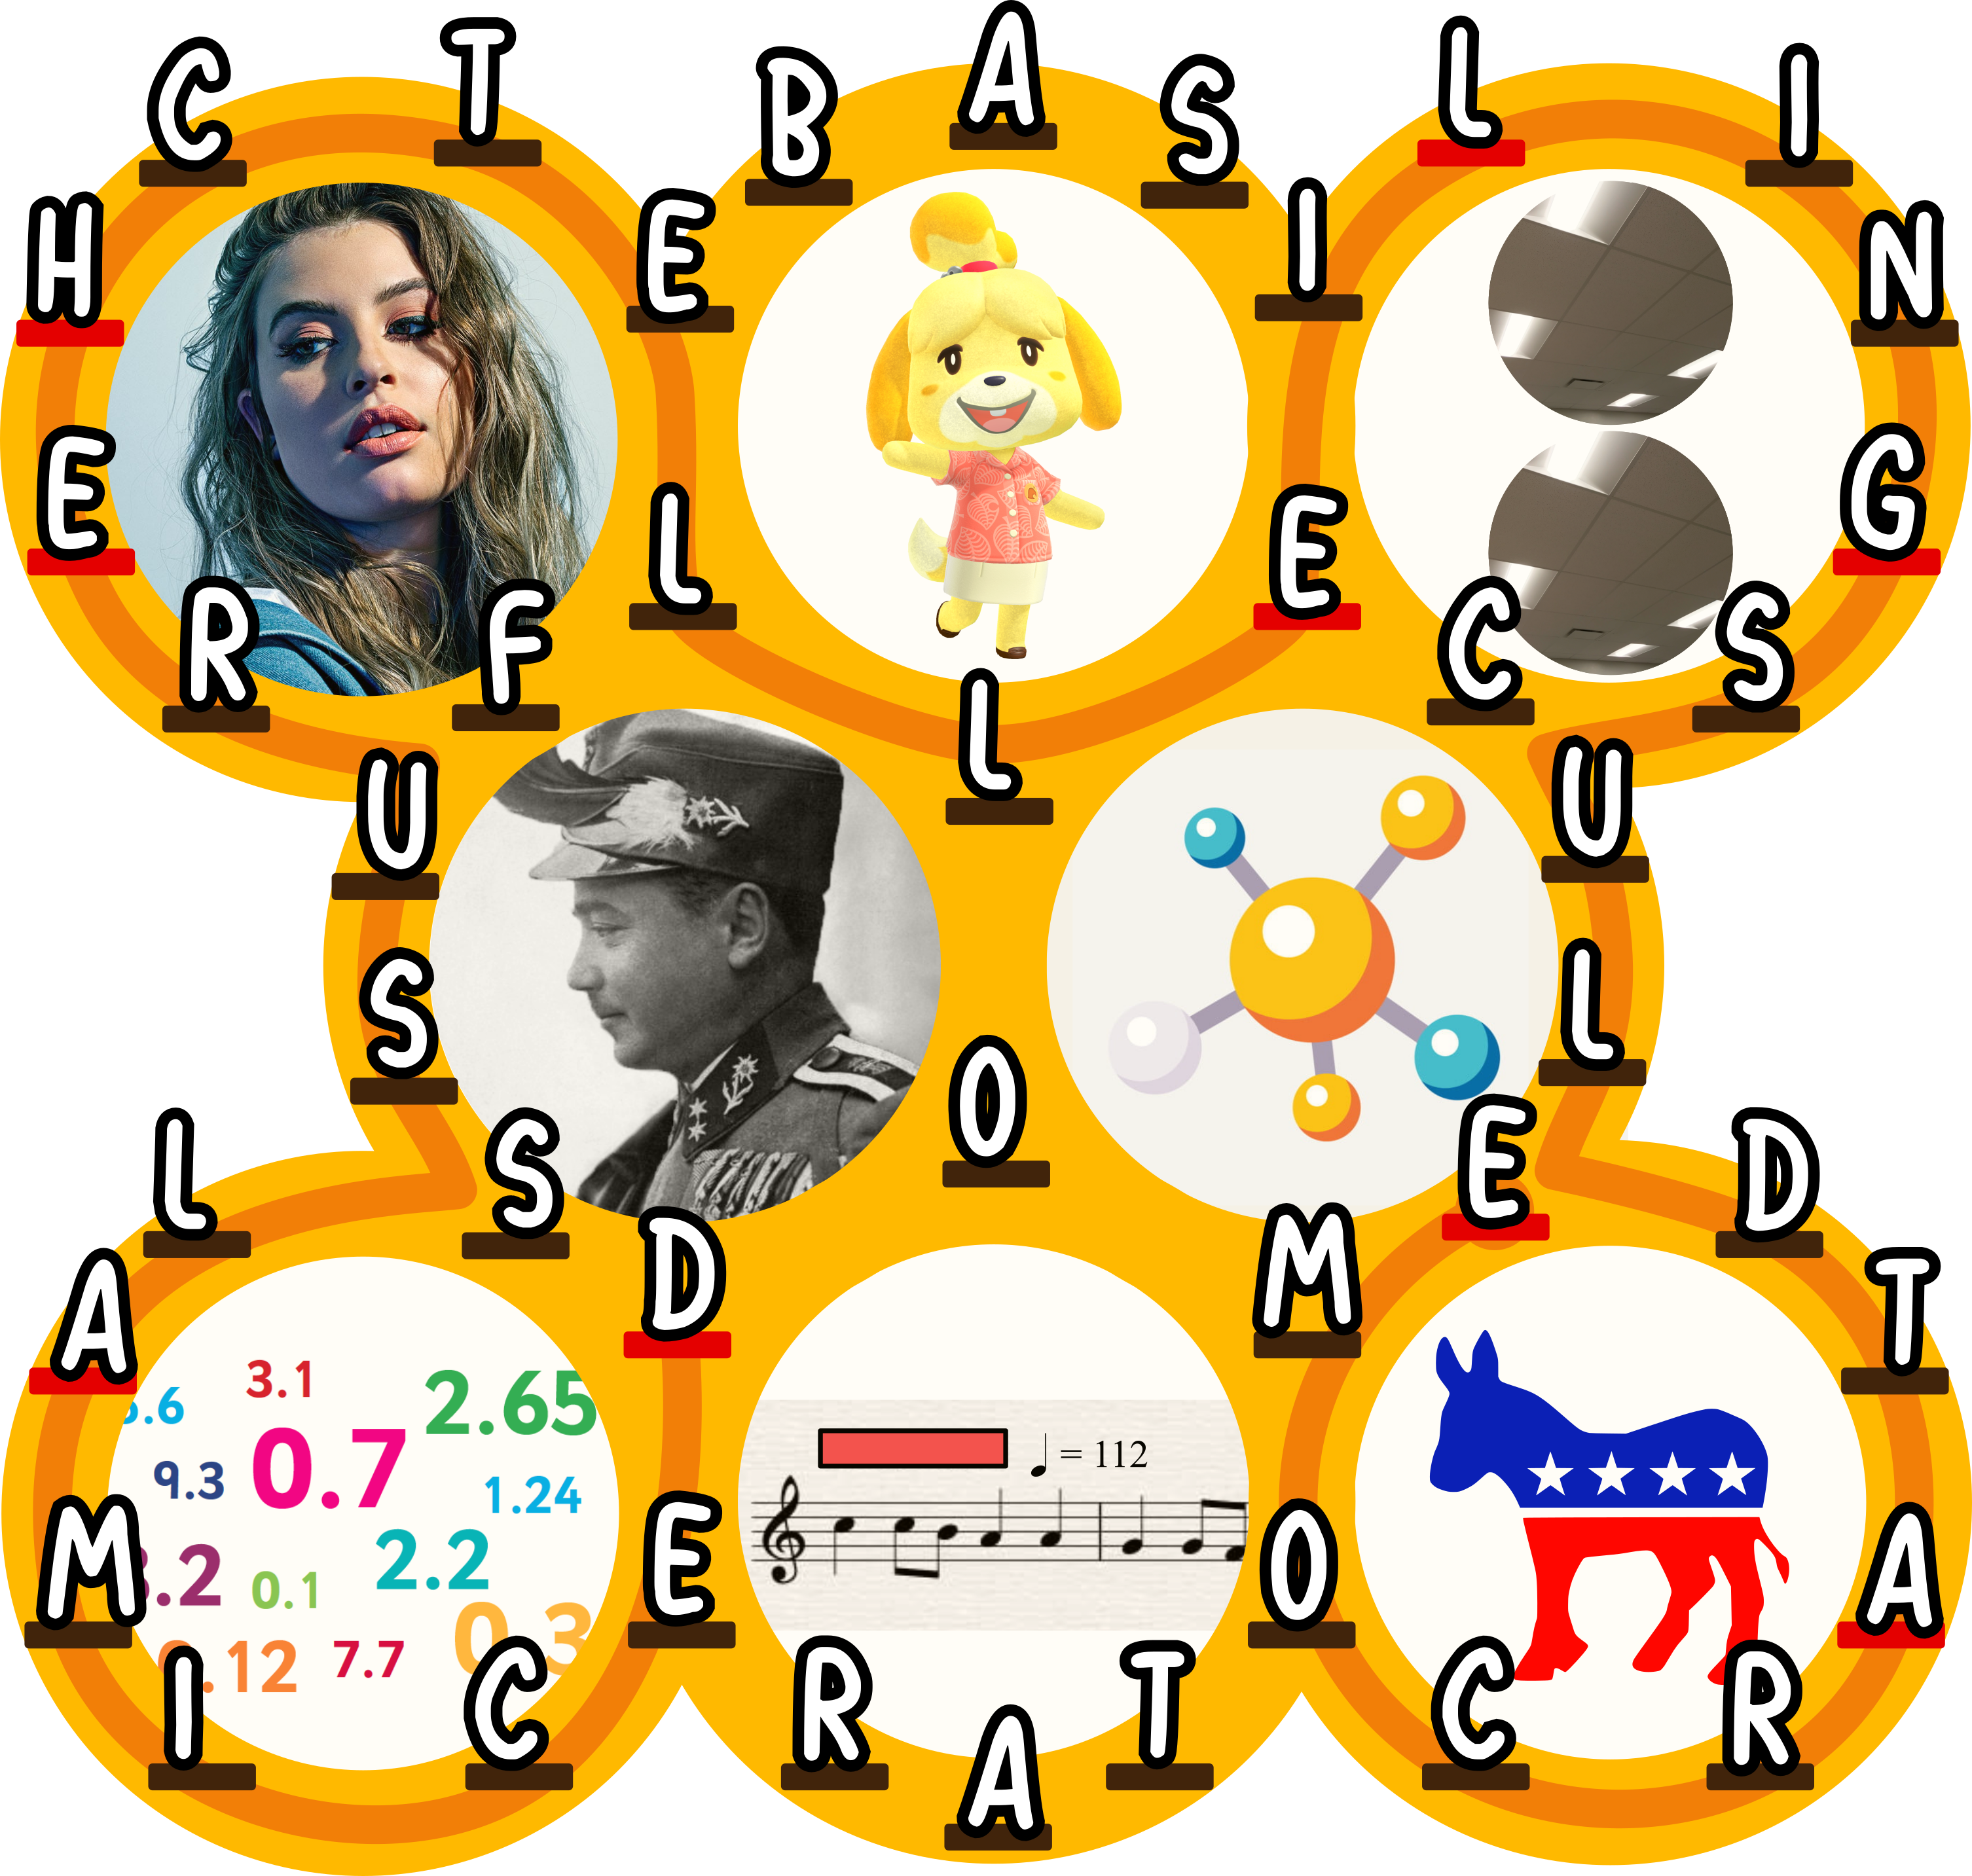 C T B A S L I
H E I N
E L E G
R F C S
L
U U
S L
O
L S E D
A D M T
3.1 2.65
.6
0.7
9.3 1.24
= 112
M E O A
.2 0.1 2.2
.12 7.7 0.3
I C R T C R
A